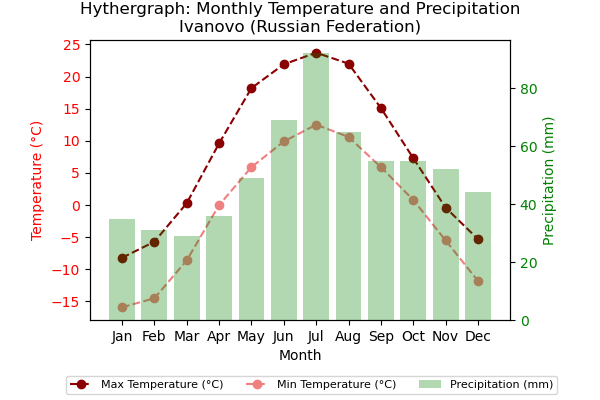 Hythergraph: Monthly Temperature and Precipitation
Ivanovo (Russian Federation)
Temperature (°C)
25
20
15
10
5
0
−5
−10
−15
Precipitation (mm)
80
60
40
20
0
Jan Feb Mar Apr May Jun Jul Aug Sep Oct Nov Dec
Month
Max Temperature (°C) Min Temperature (°C) Precipitation (mm)